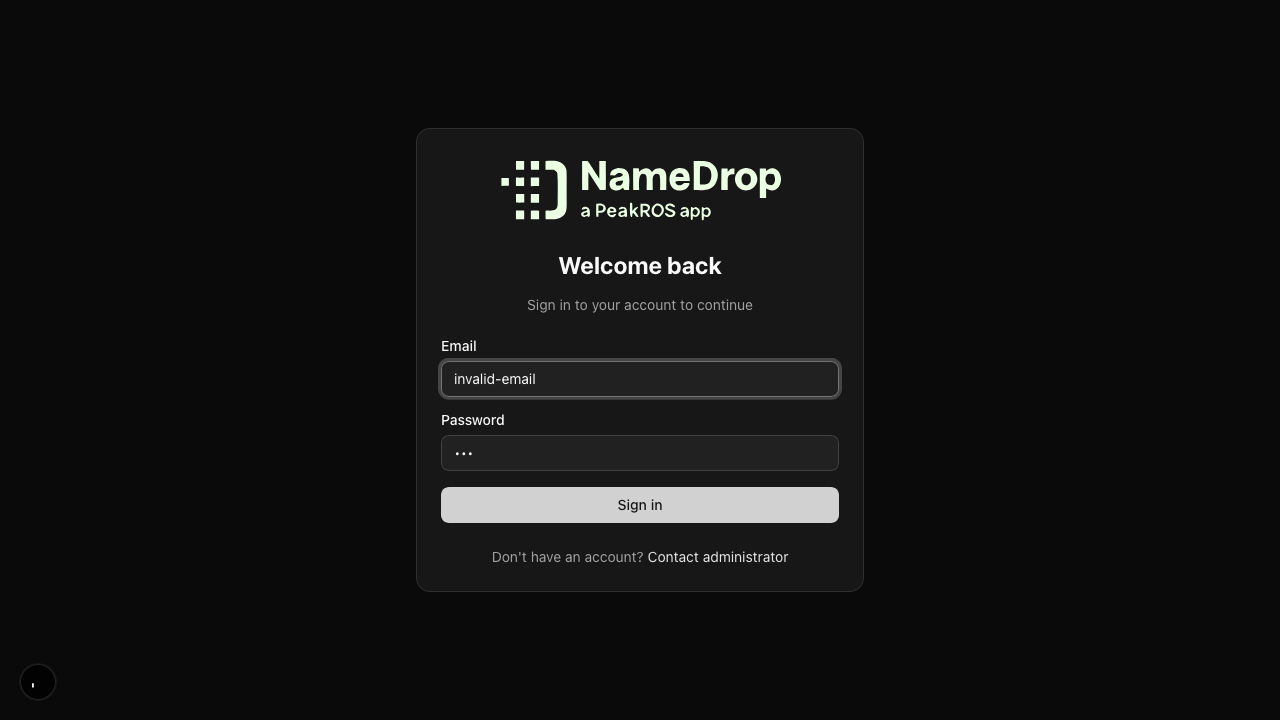 NameDrop
a PeakROS app
Welcome back
Sign in to your account to continue
Email
invalid-email
Password
•••
Sign in
Don't have an account? Contact administrator